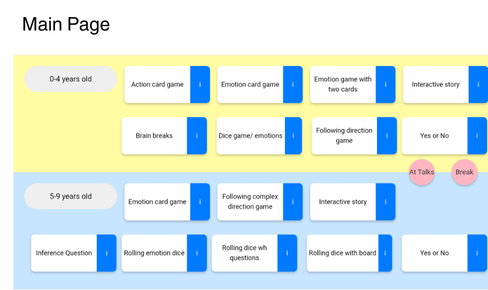 Main Page
0-4 years old
Action card game i
Emotion card game i
Emotion game with
two cards i
Interactive story i
Brain breaks i
Dice game/ emotions i
Following direction
game i
Yes or No i
At Talks
Break
5-9 years old
Emotion card game i
Following complex
direction game i
Interactive story i
Inference Question i
Rolling emotion dice i
Rolling dice wh
questions i
Rolling dice with board i
Yes or No i